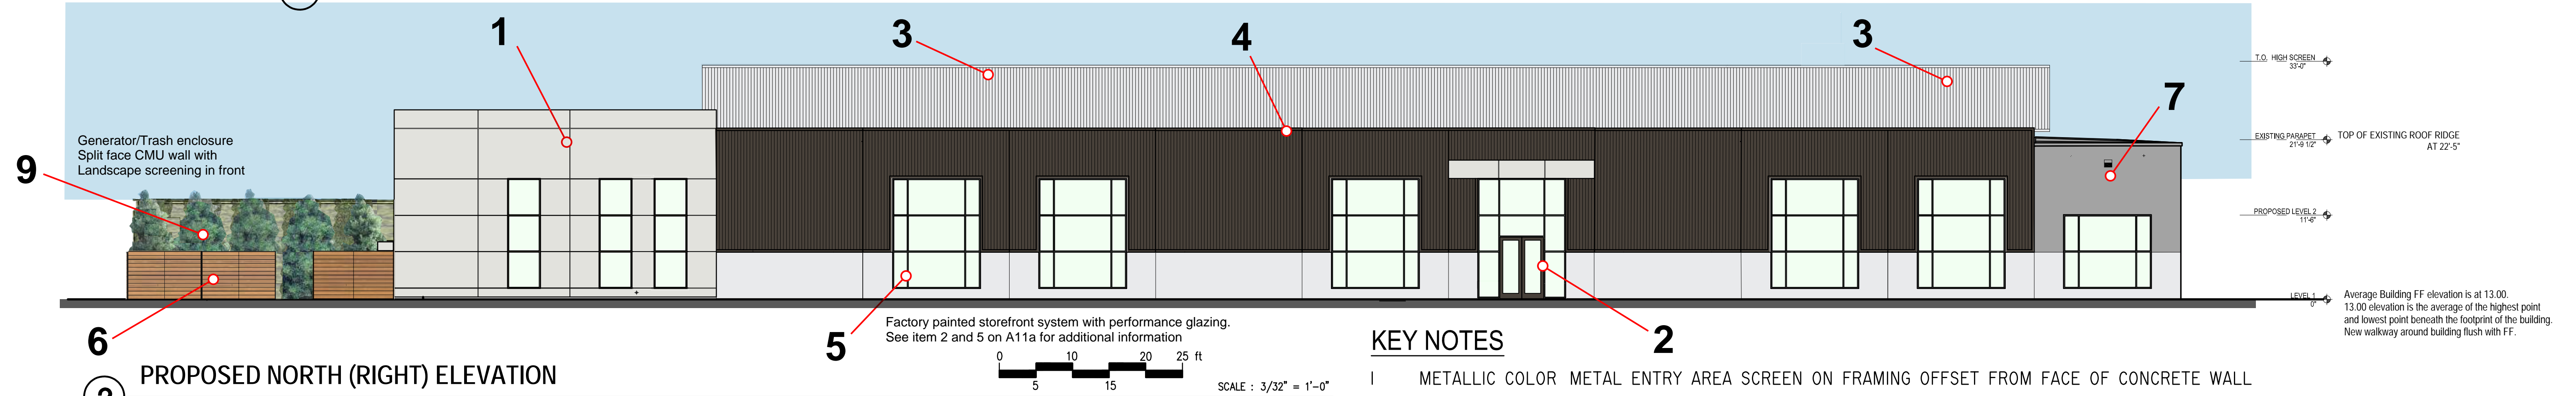 1
3
4
3
7
9
Generator/Trash enclosure
Split face CMU wall with
Landscape screening in front
T.O. HIGH SCREEN
33'-0"
EXISTING PARAPET
21'-9 1/2"
TOP OF EXISTING ROOF RIDGE
AT 22'-5"
PROPOSED LEVEL 2
11'-6"
LEVEL 1
0"
Average Building FF elevation is at 13.00.
13.00 elevation is the average of the highest point
and lowest point beneath the footprint of the building.
New walkway around building flush with FF.
6
5
2
Factory painted storefront system with performance glazing.
See item 2 and 5 on A11a for additional information
0 10 20 25 ft
5 15
SCALE : 3/32" = 1'-0"
PROPOSED NORTH (RIGHT) ELEVATION
KEY NOTES
1 METALLIC COLOR METAL ENTRY AREA SCREEN ON FRAMING OFFSET FROM FACE OF CONCRETE WALL